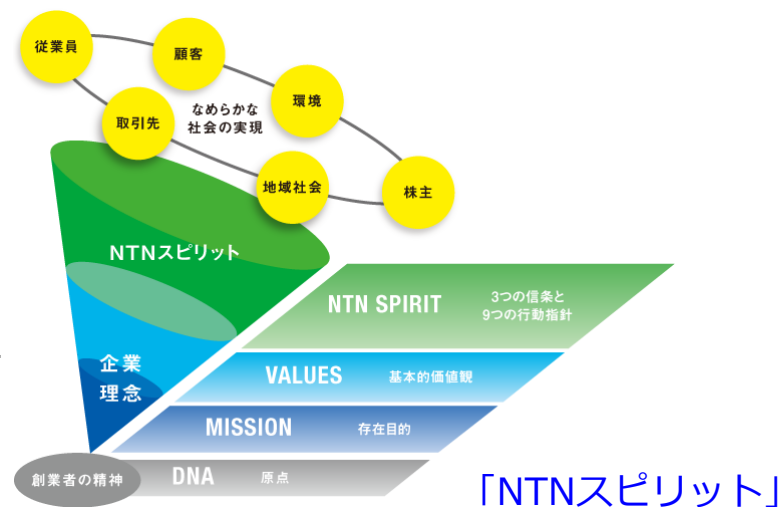 従業員
顧客
環境
取引先
なめらかな
社会の実現
地域社会
株主
NTNスピリット
NTN SPIRIT
3つの信条と
9つの行動指針
企業
理念
VALUES 基本的価値観
MISSION 存在目的
創業者の精神
DNA 原点
「NTNスピリット」